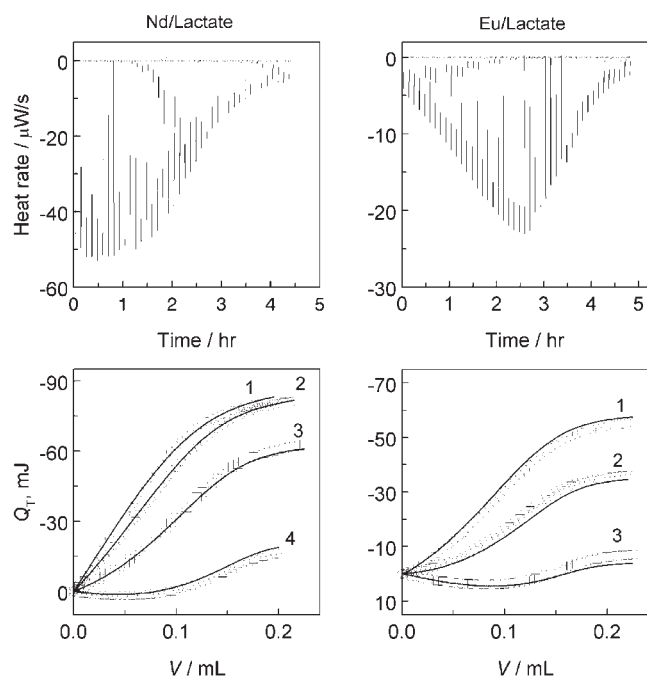 Nd/Lactate
Eu/Lactate
Heat rate / μW/s
0
-20
-40
-60
0 1 2 3 4 5
Time / hr
0
-10
-20
-30
0 1 2 3 4 5
Time / hr
Q_T, mJ
-90
-60
-30
0
1 2
3
4
0.0 0.1 0.2
V / mL
-70
-50
-30
-10
10
1
2
3
0.0 0.1 0.2
V / mL